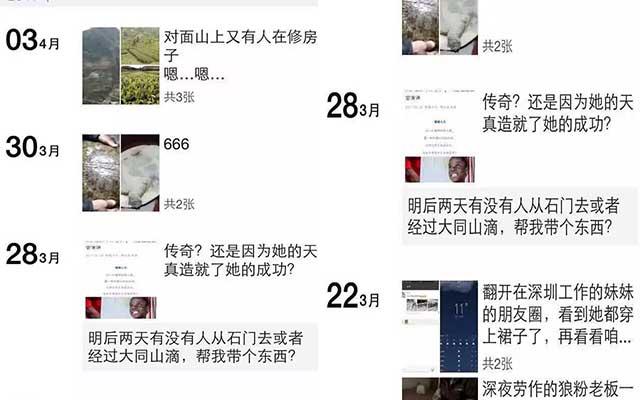 03 4月
对面山上又有人在修房
子
嗯…嗯…
共3张
30 3月
666
共2张
28 3月
传奇？还是因为她的天
真造就了她的成功？
明后两天有没有人从石门去或者
经过大同山滴，帮我带个东西？
共2张
28 3月
传奇？还是因为她的天
真造就了她的成功？
明后两天有没有人从石门去或者
经过大同山滴，帮我带个东西？
22 3月
11°
翻开在深圳工作的妹妹
的朋友圈，看到她都穿
上裙子了，再看看咱...
共2张
深夜劳作的狼粉老板一